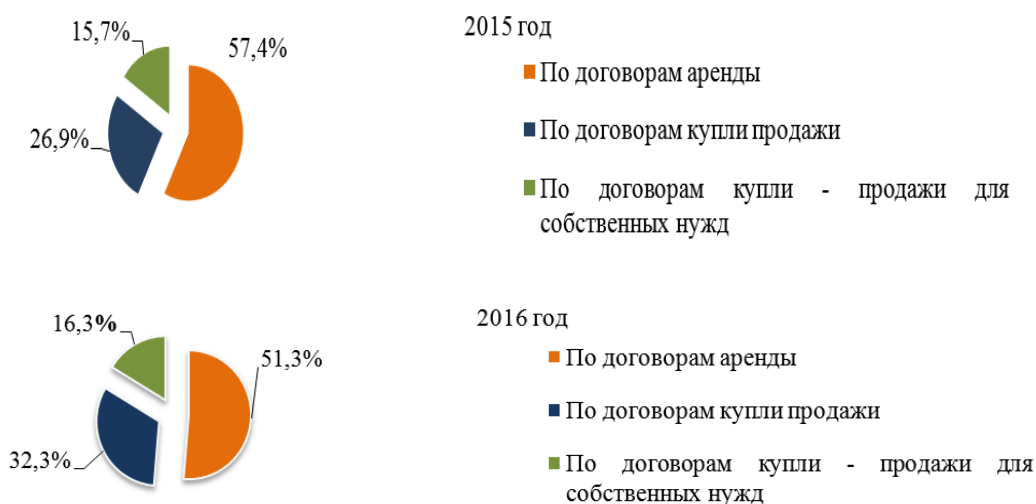 15,7%
57,4%
26,9%
2015 год
По договорам аренды
По договорам купли продажи
По договорам купли - продажи для
собственных нужд
16,3%
51,3%
32,3%
2016 год
По договорам аренды
По договорам купли продажи
По договорам купли - продажи для
собственных нужд